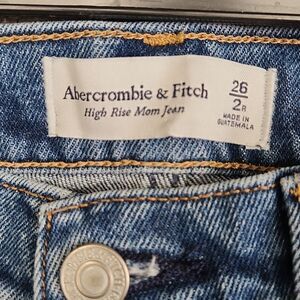 Abercrombie & Fitch
High Rise Mom Jean
26
2R
MADE IN
GUATEMALA